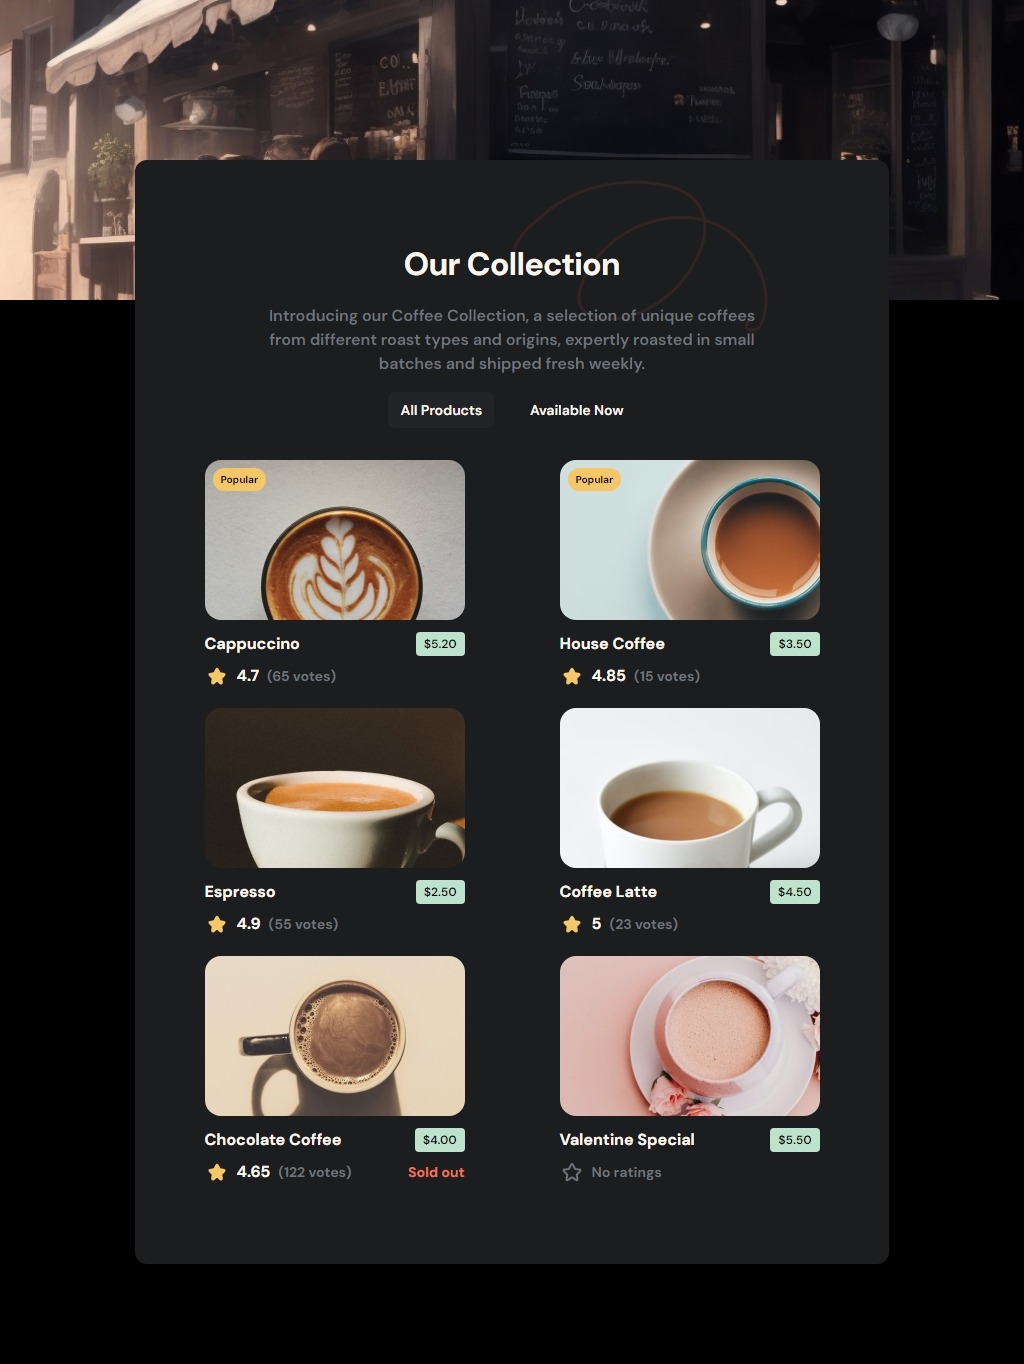 Our Collection
Introducing our Coffee Collection, a selection of unique coffees
from different roast types and origins, expertly roasted in small
batches and shipped fresh weekly.
All Products
Available Now
Popular
Popular
Cappuccino $5.20
House Coffee $3.50
4.7 (65 votes)
4.85 (15 votes)
Espresso $2.50
Coffee Latte $4.50
4.9 (55 votes)
5 (23 votes)
Chocolate Coffee $4.00
Valentine Special $5.50
4.65 (122 votes) Sold out
No ratings